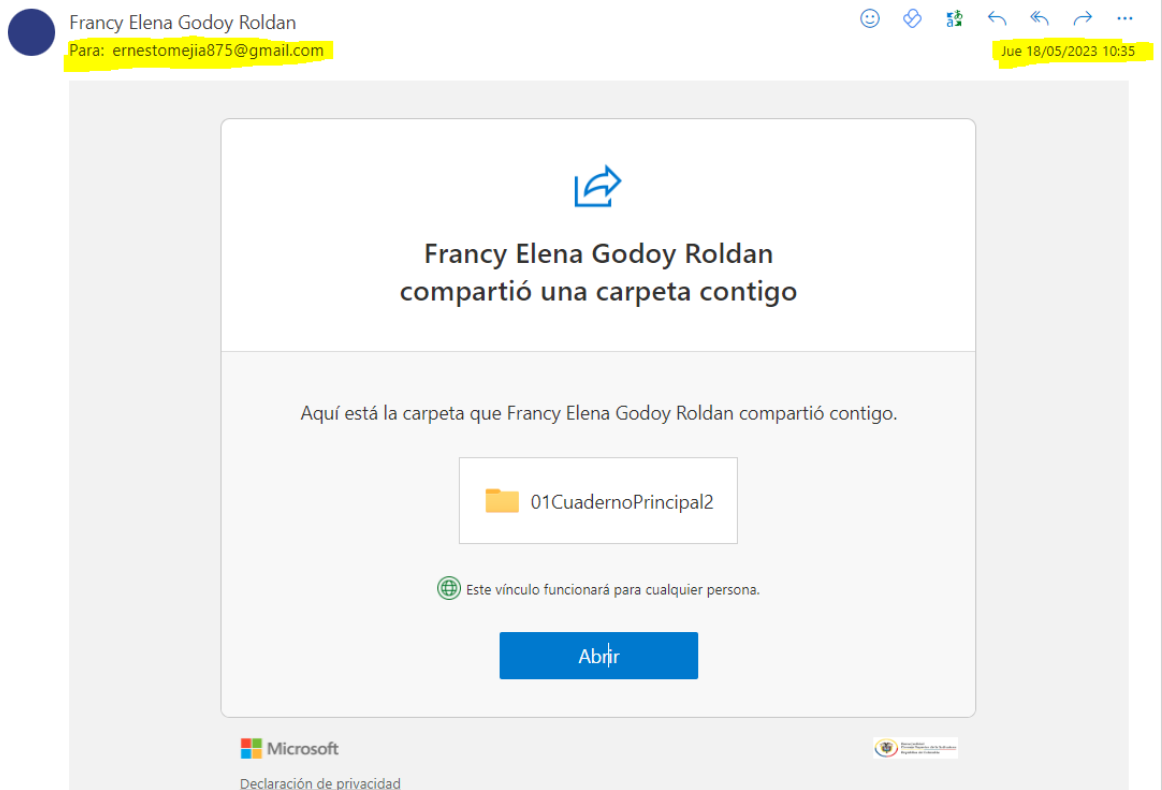 Francy Elena Godoy Roldan
Para: ernestomejia875@gmail.com
Jue 18/05/2023 10:35
Francy Elena Godoy Roldan
compartió una carpeta contigo
Aquí está la carpeta que Francy Elena Godoy Roldan compartió contigo.
01CuadernoPrincipal2
Este vínculo funcionará para cualquier persona.
Abrir
Microsoft
Declaración de privacidad